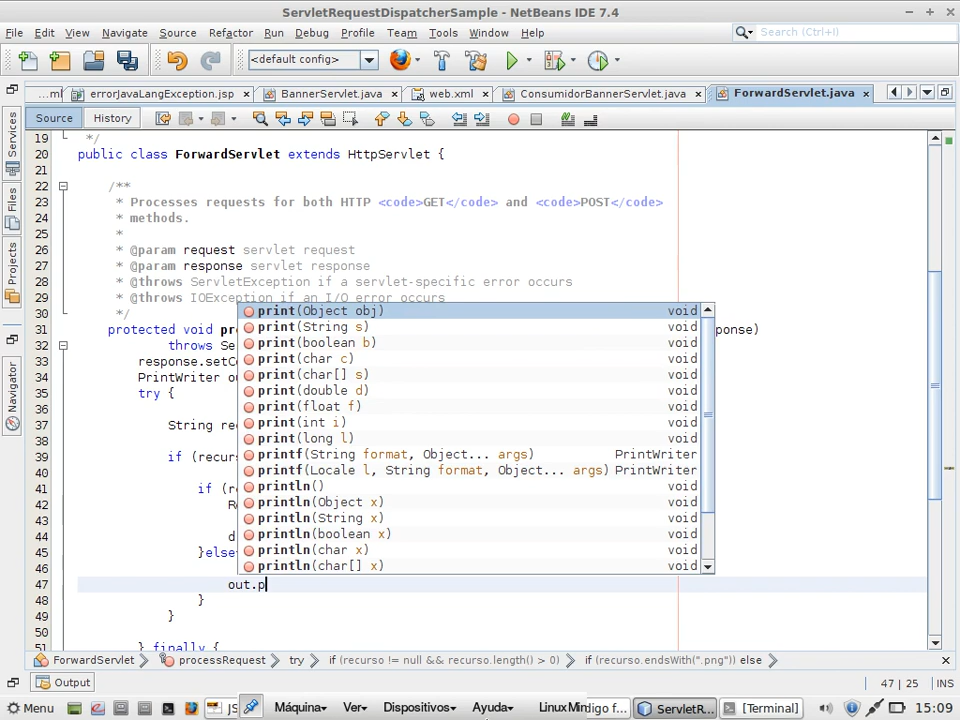 ServletRequestDispatcherSample - NetBeans IDE 7.4
File Edit View Navigate Source Refactor Run Debug Profile Team Tools Window Help
Search (Ctrl+I)
<default config>
...ml errorJavaLangException.jsp BannerServlet.java web.xml ConsumidorBannerServlet.java ForwardServlet.java
Source History
Services
Files
Projects
Navigator
19 */
20 public class ForwardServlet extends HttpServlet {
21
22 /**
23 * Processes requests for both HTTP <code>GET</code> and <code>POST</code>
24 * methods.
25 *
26 * @param request servlet request
27 * @param response servlet response
28 * @throws ServletException if a servlet-specific error occurs
29 * @throws IOException if an I/O error occurs
30 */
31 protected void pr ponse)
32 throws Se
33 response.setCo
34 PrintWriter ou
35 try {
36
37 String rec
38
39 if (recurs
40
41 if (re
42 Re
43
44 d
45 }else
46
47 out.p
48 }
49 }
50
51 } finally {
print(Object obj) void
print(String s) void
print(boolean b) void
print(char c) void
print(char[] s) void
print(double d) void
print(float f) void
print(int i) void
print(long l) void
printf(String format, Object... args) PrintWriter
printf(Locale l, String format, Object... args) PrintWriter
println() void
println(Object x) void
println(String x) void
println(boolean x) void
println(char x) void
println(char[] x) void
ForwardServlet processRequest try if (recurso != null && recurso.length() > 0) if (recurso.endsWith(".png")) else
Output
47 | 25 INS
Menu JS Máquina Ver Dispositivos Ayuda Linux Min digo f... ServletR... [Terminal] 15:09